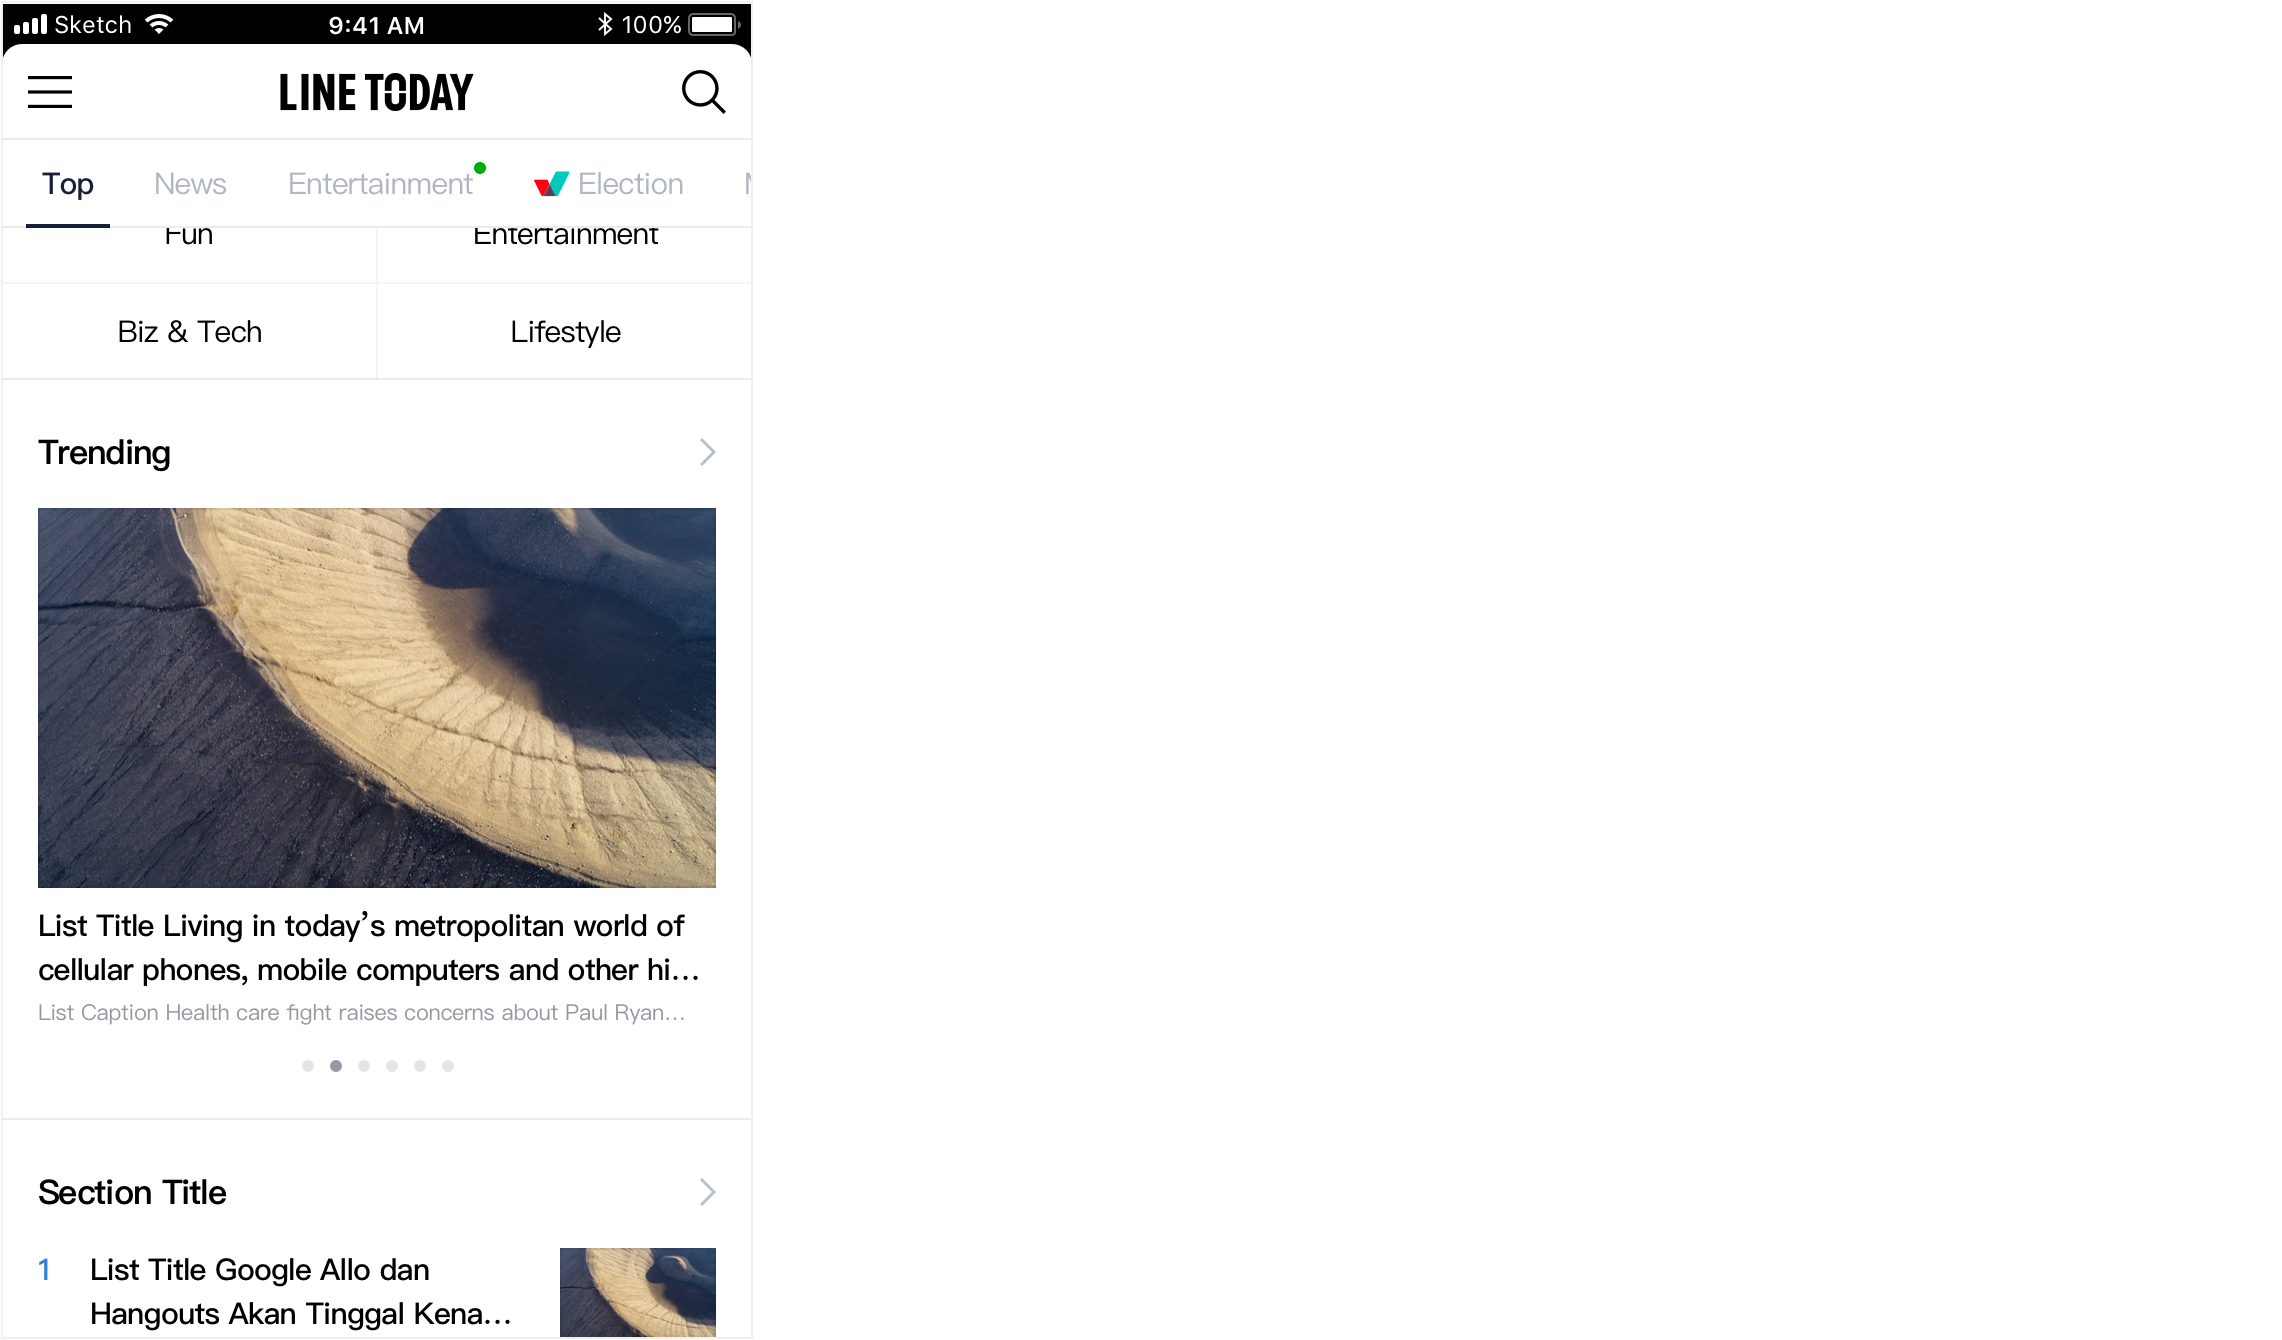 Sketch 9:41 AM 100%
LINE TODAY
Top News Entertainment Election
Fun Entertainment
Biz & Tech Lifestyle
Trending
List Title Living in today’s metropolitan world of
cellular phones, mobile computers and other hi...
List Caption Health care fight raises concerns about Paul Ryan...
Section Title
1 List Title Google Allo dan
Hangouts Akan Tinggal Kena...